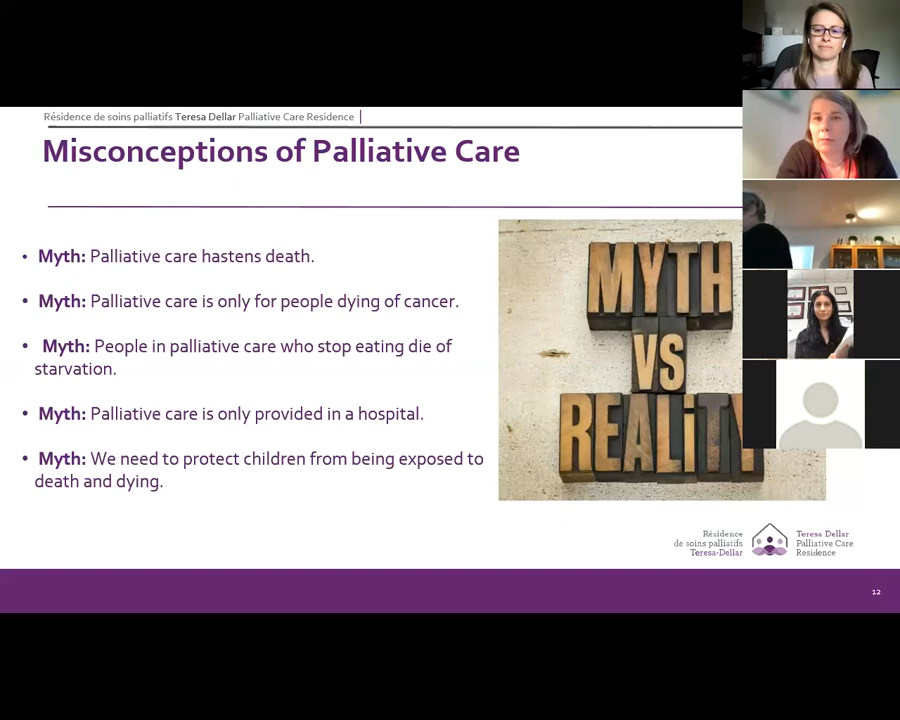 Résidence de soins palliatifs Teresa Dellar Palliative Care Residence
Misconceptions of Palliative Care
• Myth: Palliative care hastens death.
• Myth: Palliative care is only for people dying of cancer.
• Myth: People in palliative care who stop eating die of
starvation.
• Myth: Palliative care is only provided in a hospital.
• Myth: We need to protect children from being exposed to
death and dying.
MYTH
VS
REALiTY
Résidence
de soins palliatifs
Teresa-Dellar
Teresa Dellar
Palliative Care
Residence
12